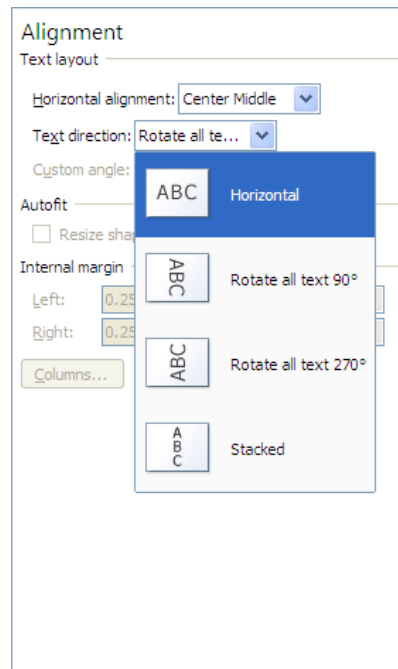 Alignment
Text layout
Horizontal alignment: Center Middle
Text direction: Rotate all te...
Custom angle:
ABC Horizontal
Autofit
Resize
Internal margin
ABC Rotate all text 90°
Left: 0.25
Right: 0.25
ABC Rotate all text 270°
Columns...
A
B
C
Stacked